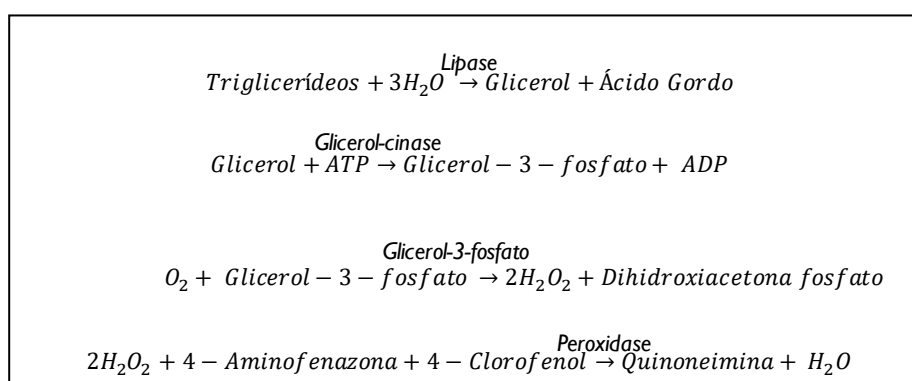 Lipase
Triglicerídeos + 3H₂O → Glicerol + Ácido Gordo
Glicerol-cinase
Glicerol + ATP → Glicerol − 3 − fosfato + ADP
Glicerol-3-fosfato
O₂ + Glicerol − 3 − fosfato → 2H₂O₂ + Dihidroxiacetona fosfato
Peroxidase
2H₂O₂ + 4 − Aminofenazona + 4 − Clorofenol → Quinoneimina + H₂O